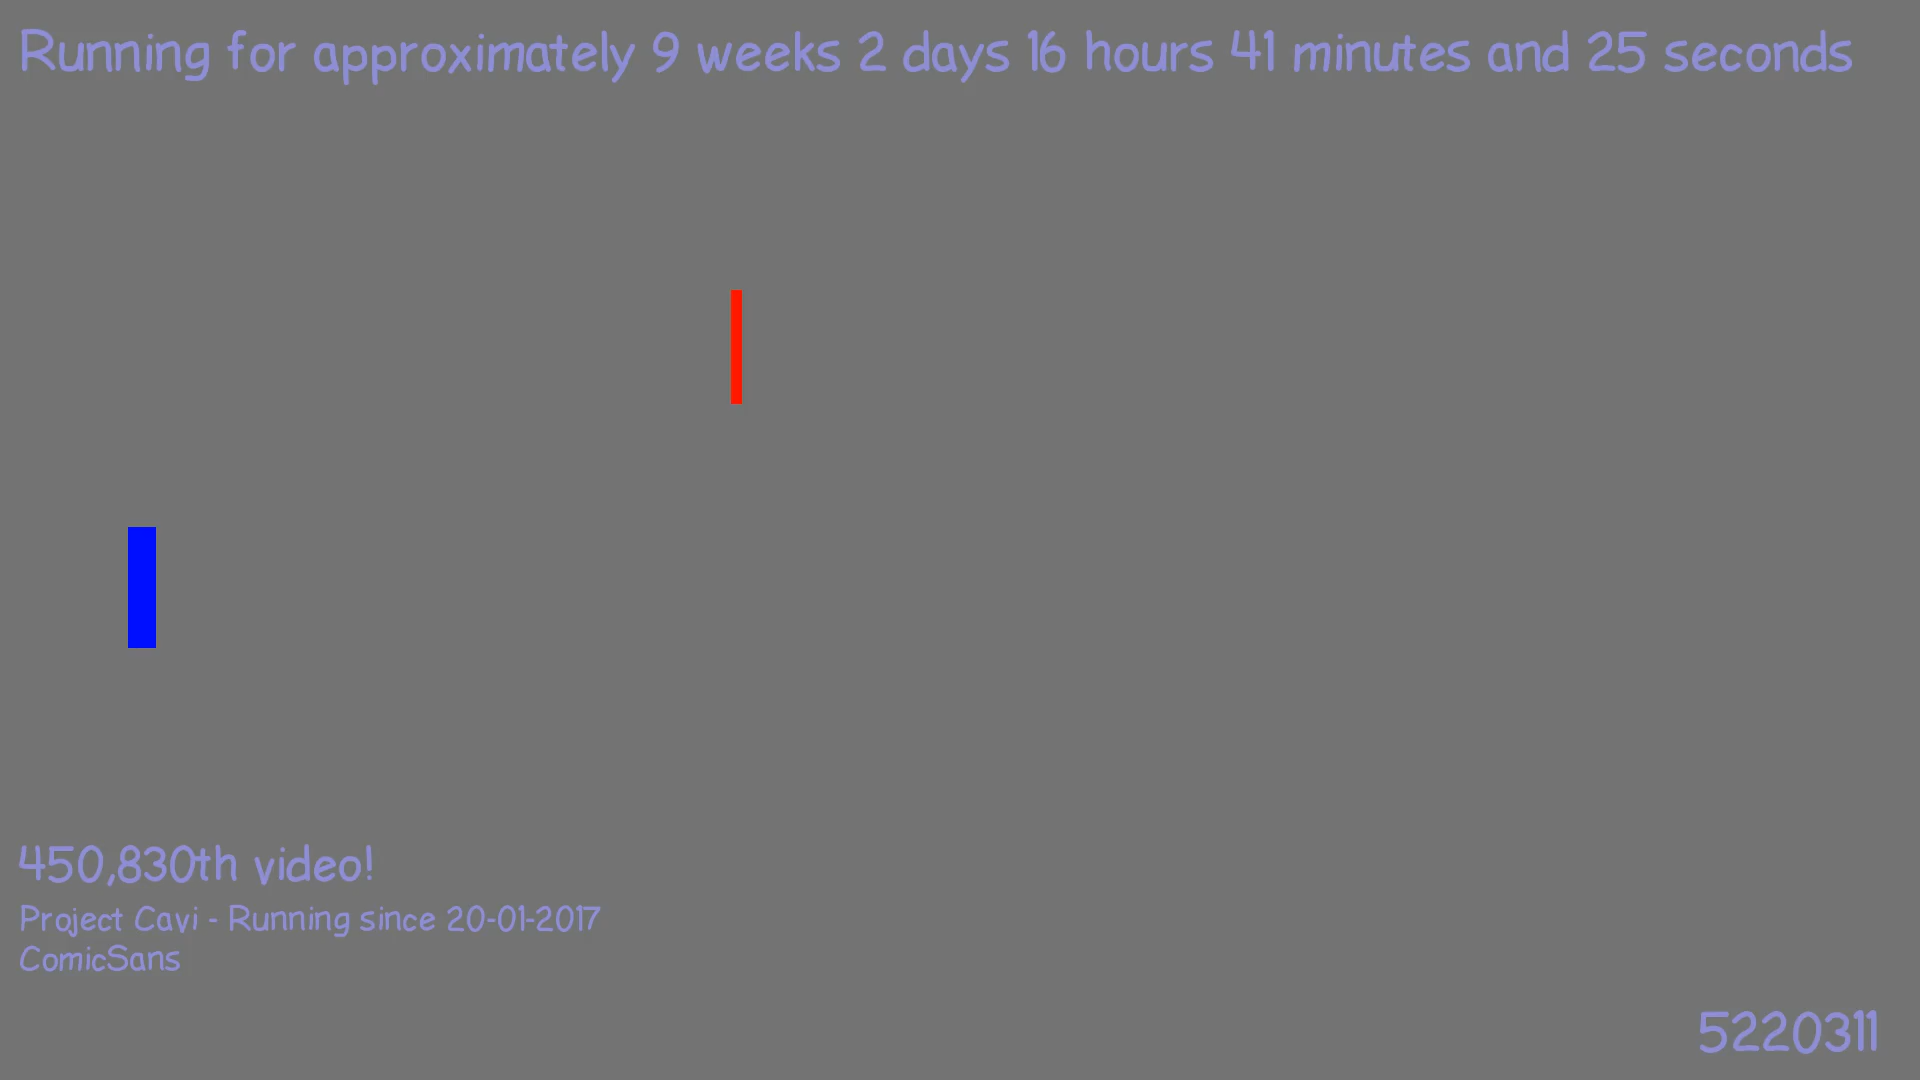 Running for approximately 9 weeks 2 days 16 hours 41 minutes and 25 seconds
450,830th video!
Project Cavi - Running since 20-01-2017
ComicSans
5220311